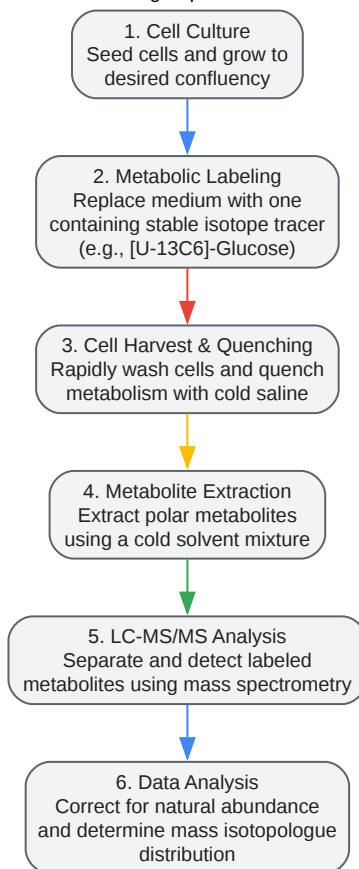 1. Cell Culture
Seed cells and grow to
desired confluency
2. Metabolic Labeling
Replace medium with one
containing stable isotope tracer
(e.g., [U-13C6]-Glucose)
3. Cell Harvest & Quenching
Rapidly wash cells and quench
metabolism with cold saline
4. Metabolite Extraction
Extract polar metabolites
using a cold solvent mixture
5. LC-MS/MS Analysis
Separate and detect labeled
metabolites using mass spectrometry
6. Data Analysis
Correct for natural abundance
and determine mass isotopologue
distribution